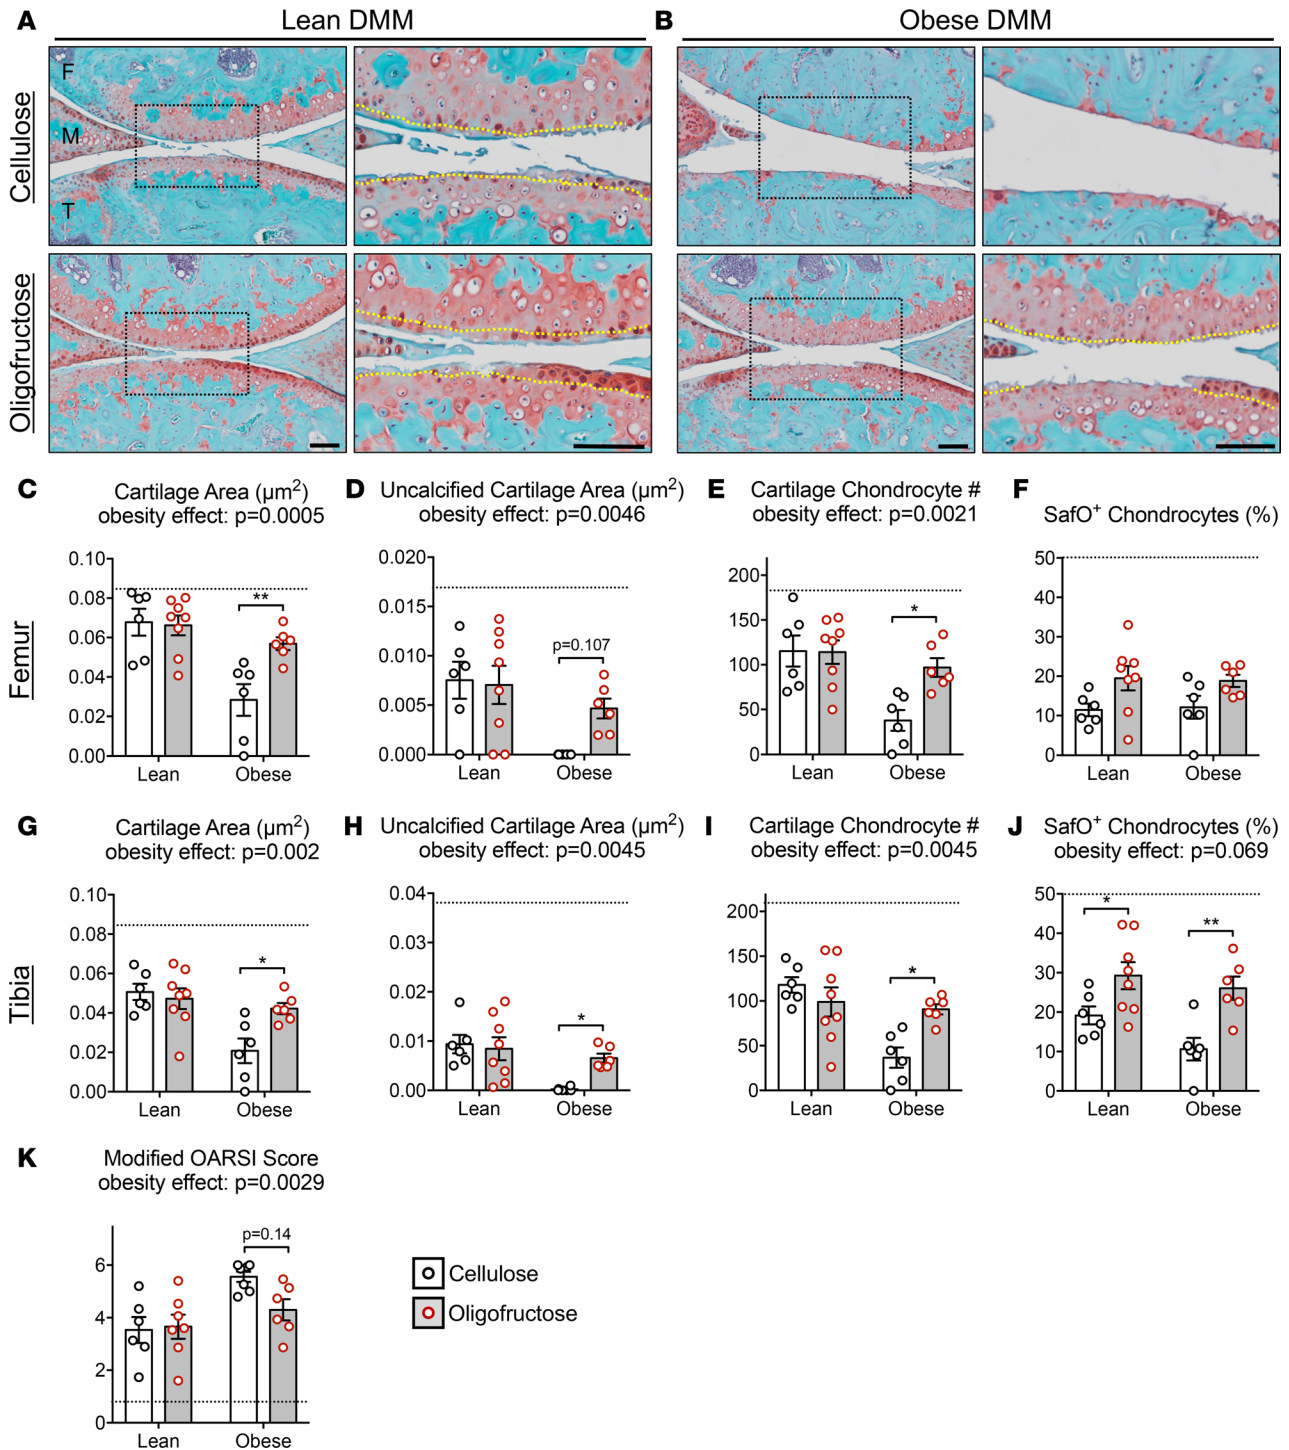 A Lean DMM B Obese DMM
Cellulose
F
M
T
Oligofructose
C Cartilage Area (µm2) D Uncalcified Cartilage Area (µm2) E Cartilage Chondrocyte # F
obesity effect: p=0.0005 obesity effect: p=0.0046 obesity effect: p=0.0021 SafO+ Chondrocytes (%)
Femur
0.10
0.08
0.06
0.04
0.02
0.00
**
Lean Obese
0.020
0.015
0.010
0.005
0.000
p=0.107
Lean Obese
200
150
100
50
0
*
Lean Obese
50
40
30
20
10
0
Lean Obese
G Cartilage Area (µm2) H Uncalcified Cartilage Area (µm2) I Cartilage Chondrocyte # J SafO+ Chondrocytes (%)
obesity effect: p=0.002 obesity effect: p=0.0045 obesity effect: p=0.0045 obesity effect: p=0.069
Tibia
0.10
0.08
0.06
0.04
0.02
0.00
*
Lean Obese
0.04
0.03
0.02
0.01
0.00
*
Lean Obese
200
150
100
50
0
*
Lean Obese
50
40
30
20
10
0
* **
Lean Obese
K Modified OARSI Score
obesity effect: p=0.0029
6
4
2
0
p=0.14
Lean Obese
Cellulose
Oligofructose